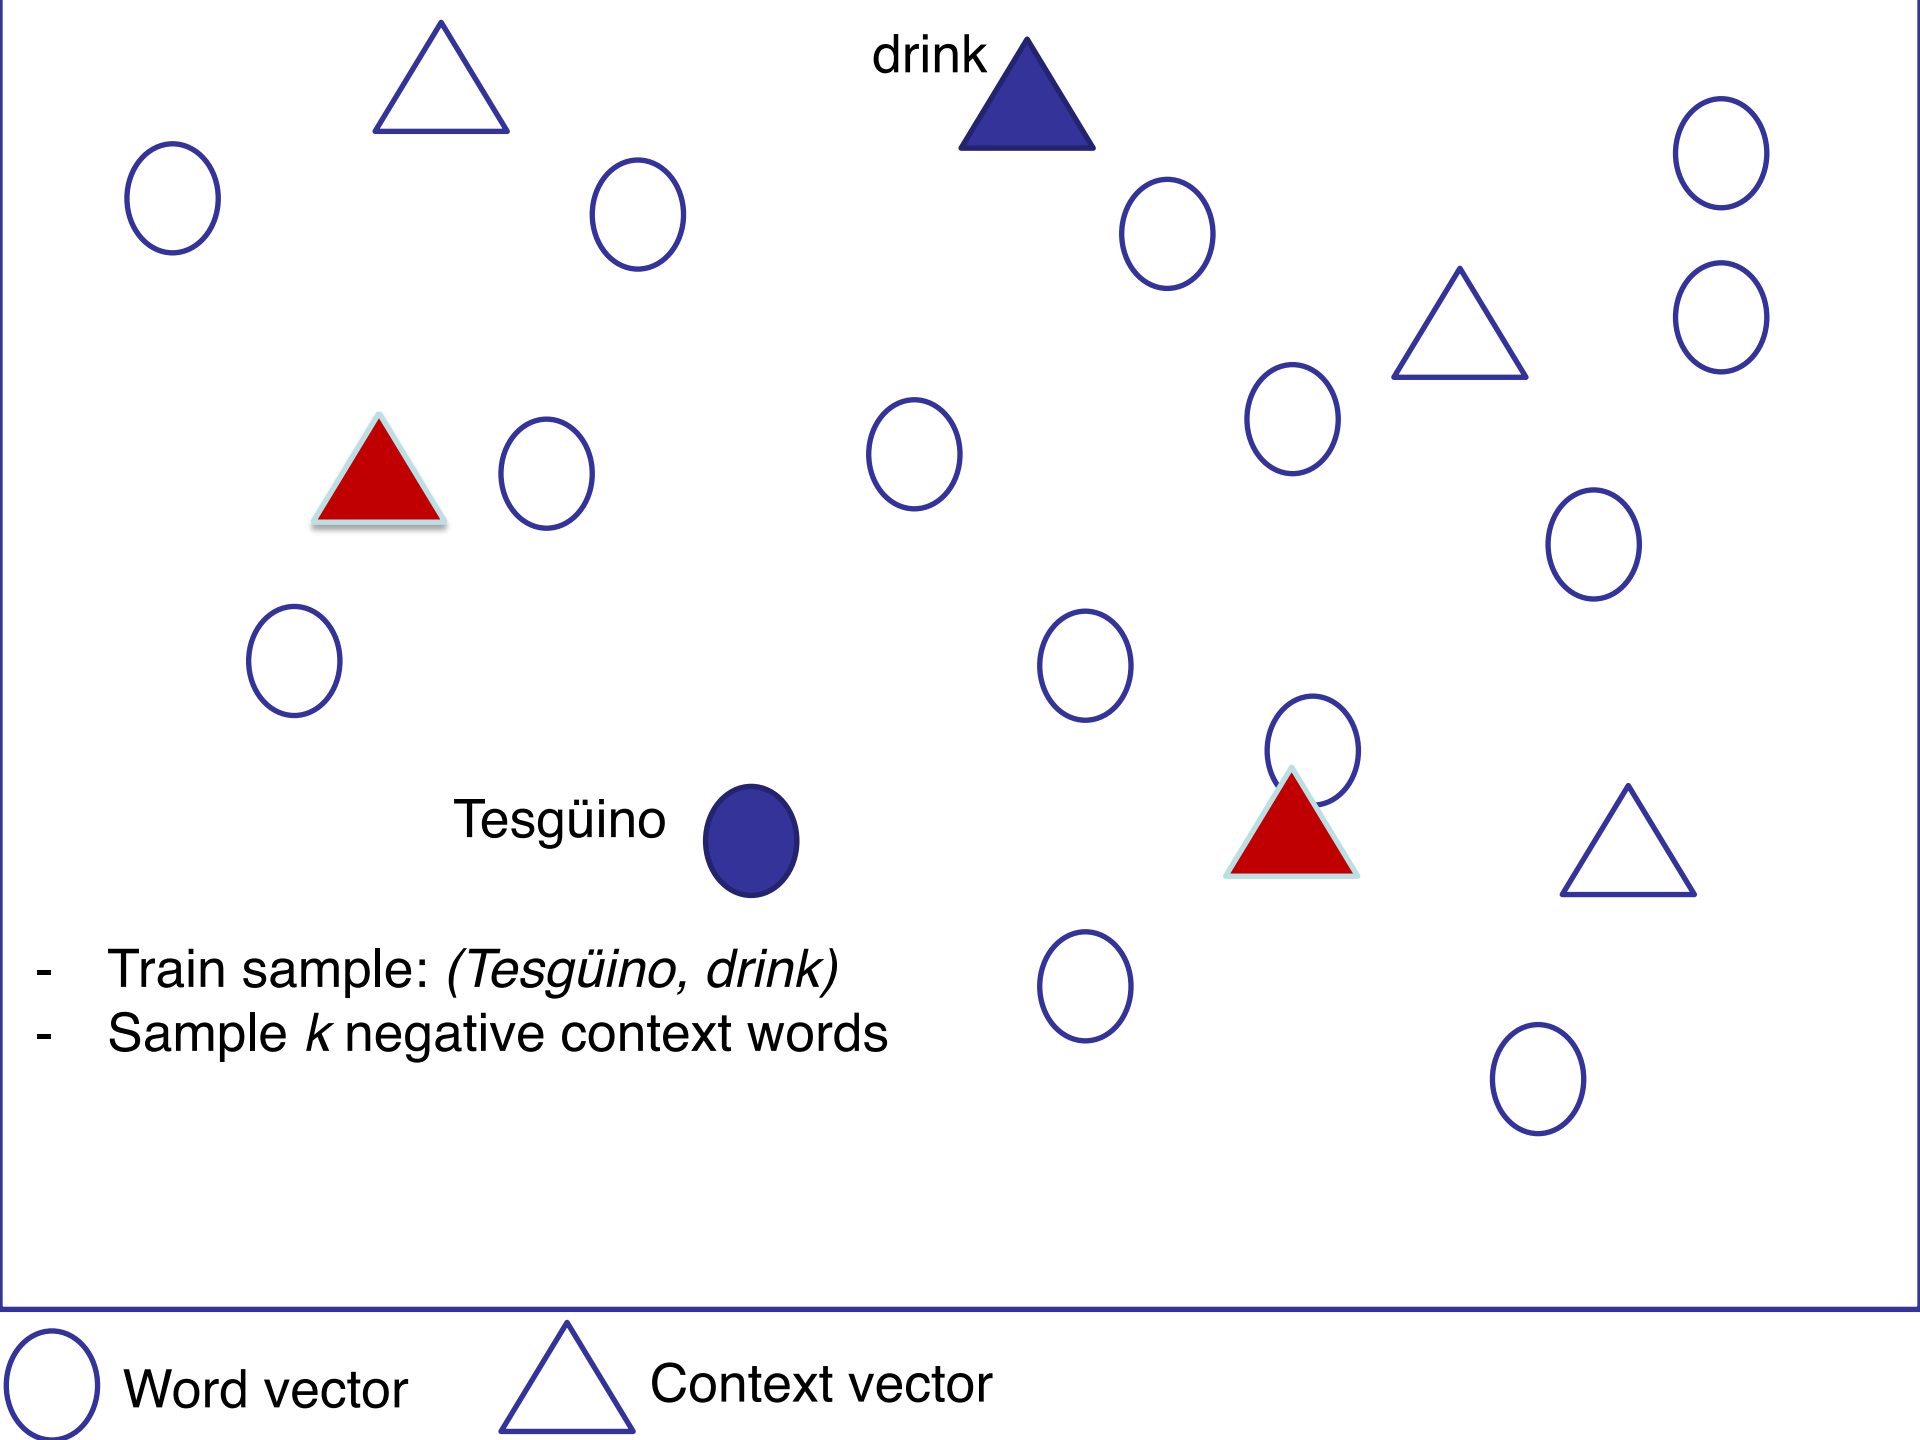 drink
Tesgüino
- Train sample: (Tesgüino, drink)
- Sample k negative context words
Word vector
Context vector